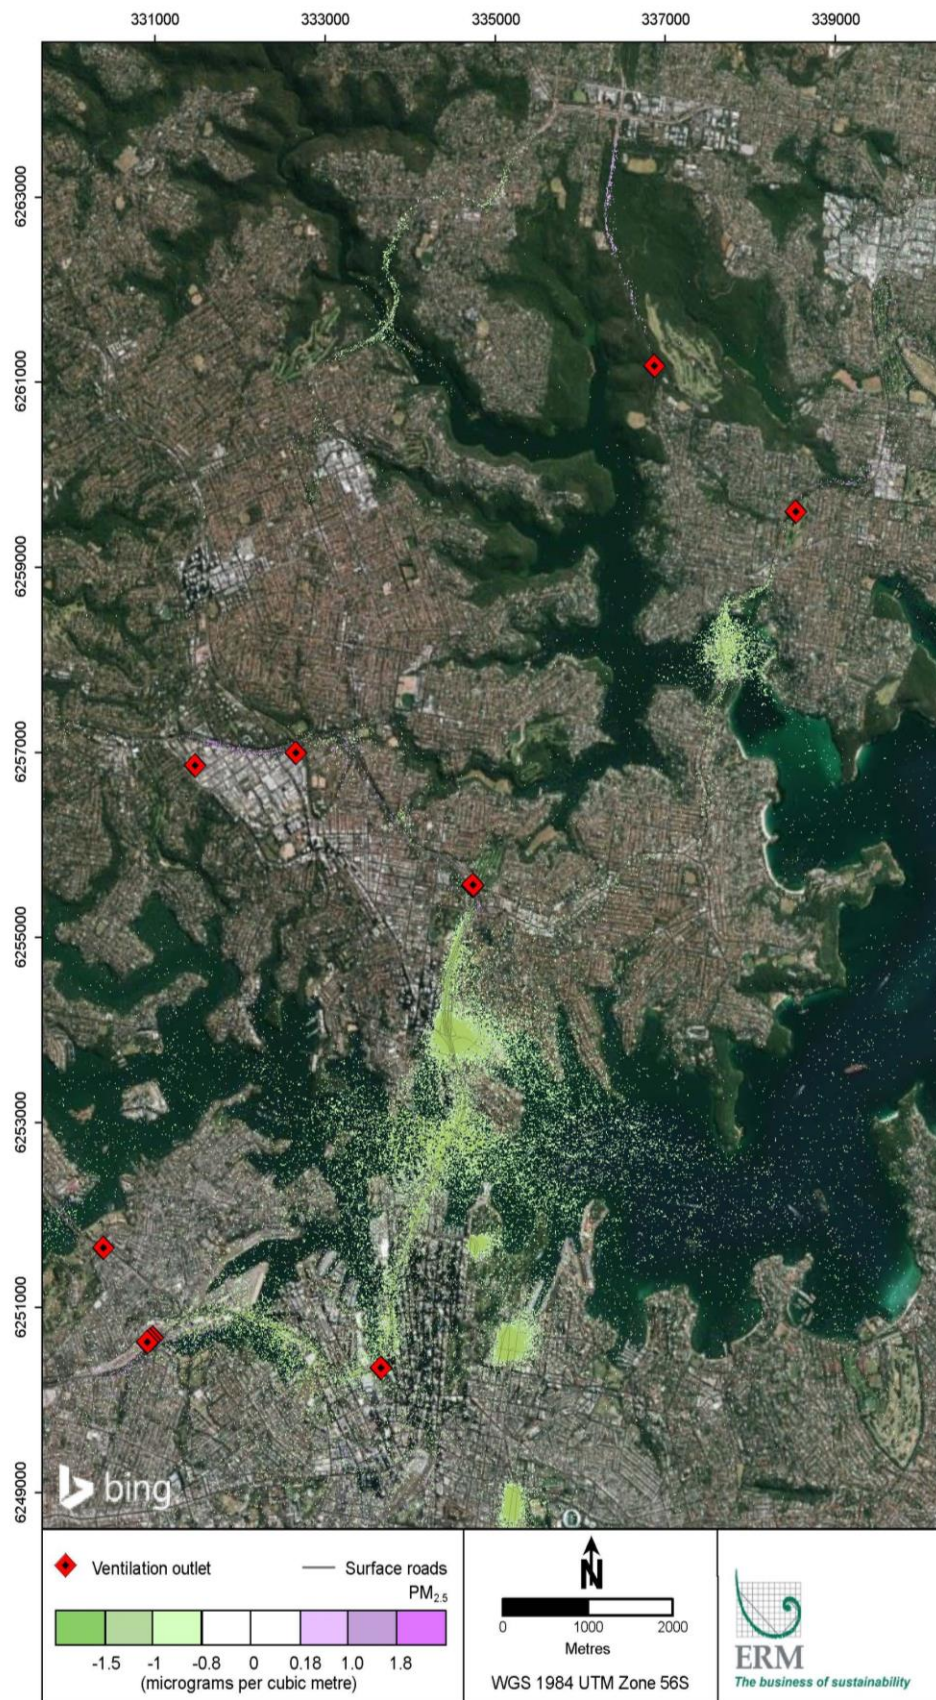 331000 333000 335000 337000 339000
6263000
6261000
6259000
6257000
6255000
6253000
6251000
6249000
bing
Ventilation outlet
Surface roads
PM2.5
-1.5 -1 -0.8 0 0.18 1.0 1.8
(micrograms per cubic metre)
N
0 1000 2000
Metres
WGS 1984 UTM Zone 56S
ERM
The business of sustainability